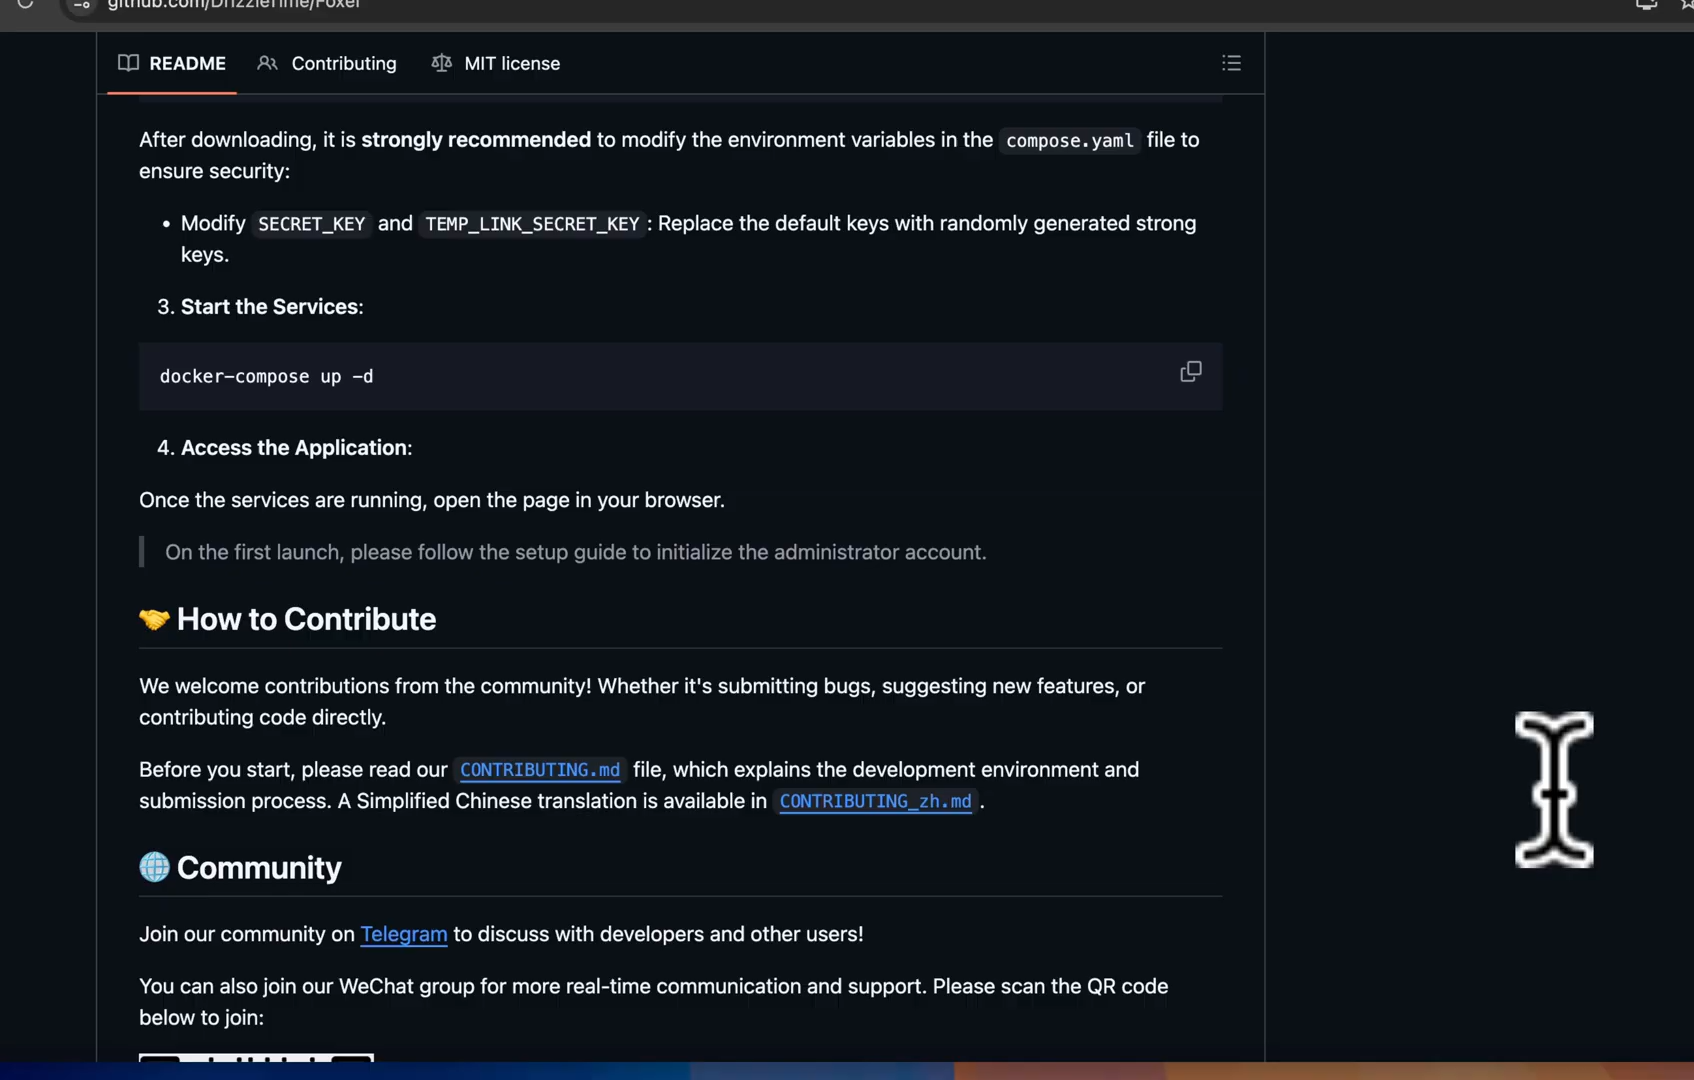 github.com/DrizzleTime/Foxel
README
Contributing
MIT license
After downloading, it is strongly recommended to modify the environment variables in the compose.yaml file to
ensure security:
• Modify SECRET_KEY and TEMP_LINK_SECRET_KEY: Replace the default keys with randomly generated strong
keys.
3. Start the Services:
docker-compose up -d
4. Access the Application:
Once the services are running, open the page in your browser.
On the first launch, please follow the setup guide to initialize the administrator account.
🤝 How to Contribute
We welcome contributions from the community! Whether it's submitting bugs, suggesting new features, or
contributing code directly.
Before you start, please read our CONTRIBUTING.md file, which explains the development environment and
submission process. A Simplified Chinese translation is available in CONTRIBUTING_zh.md.
🌐 Community
Join our community on Telegram to discuss with developers and other users!
You can also join our WeChat group for more real-time communication and support. Please scan the QR code
below to join: